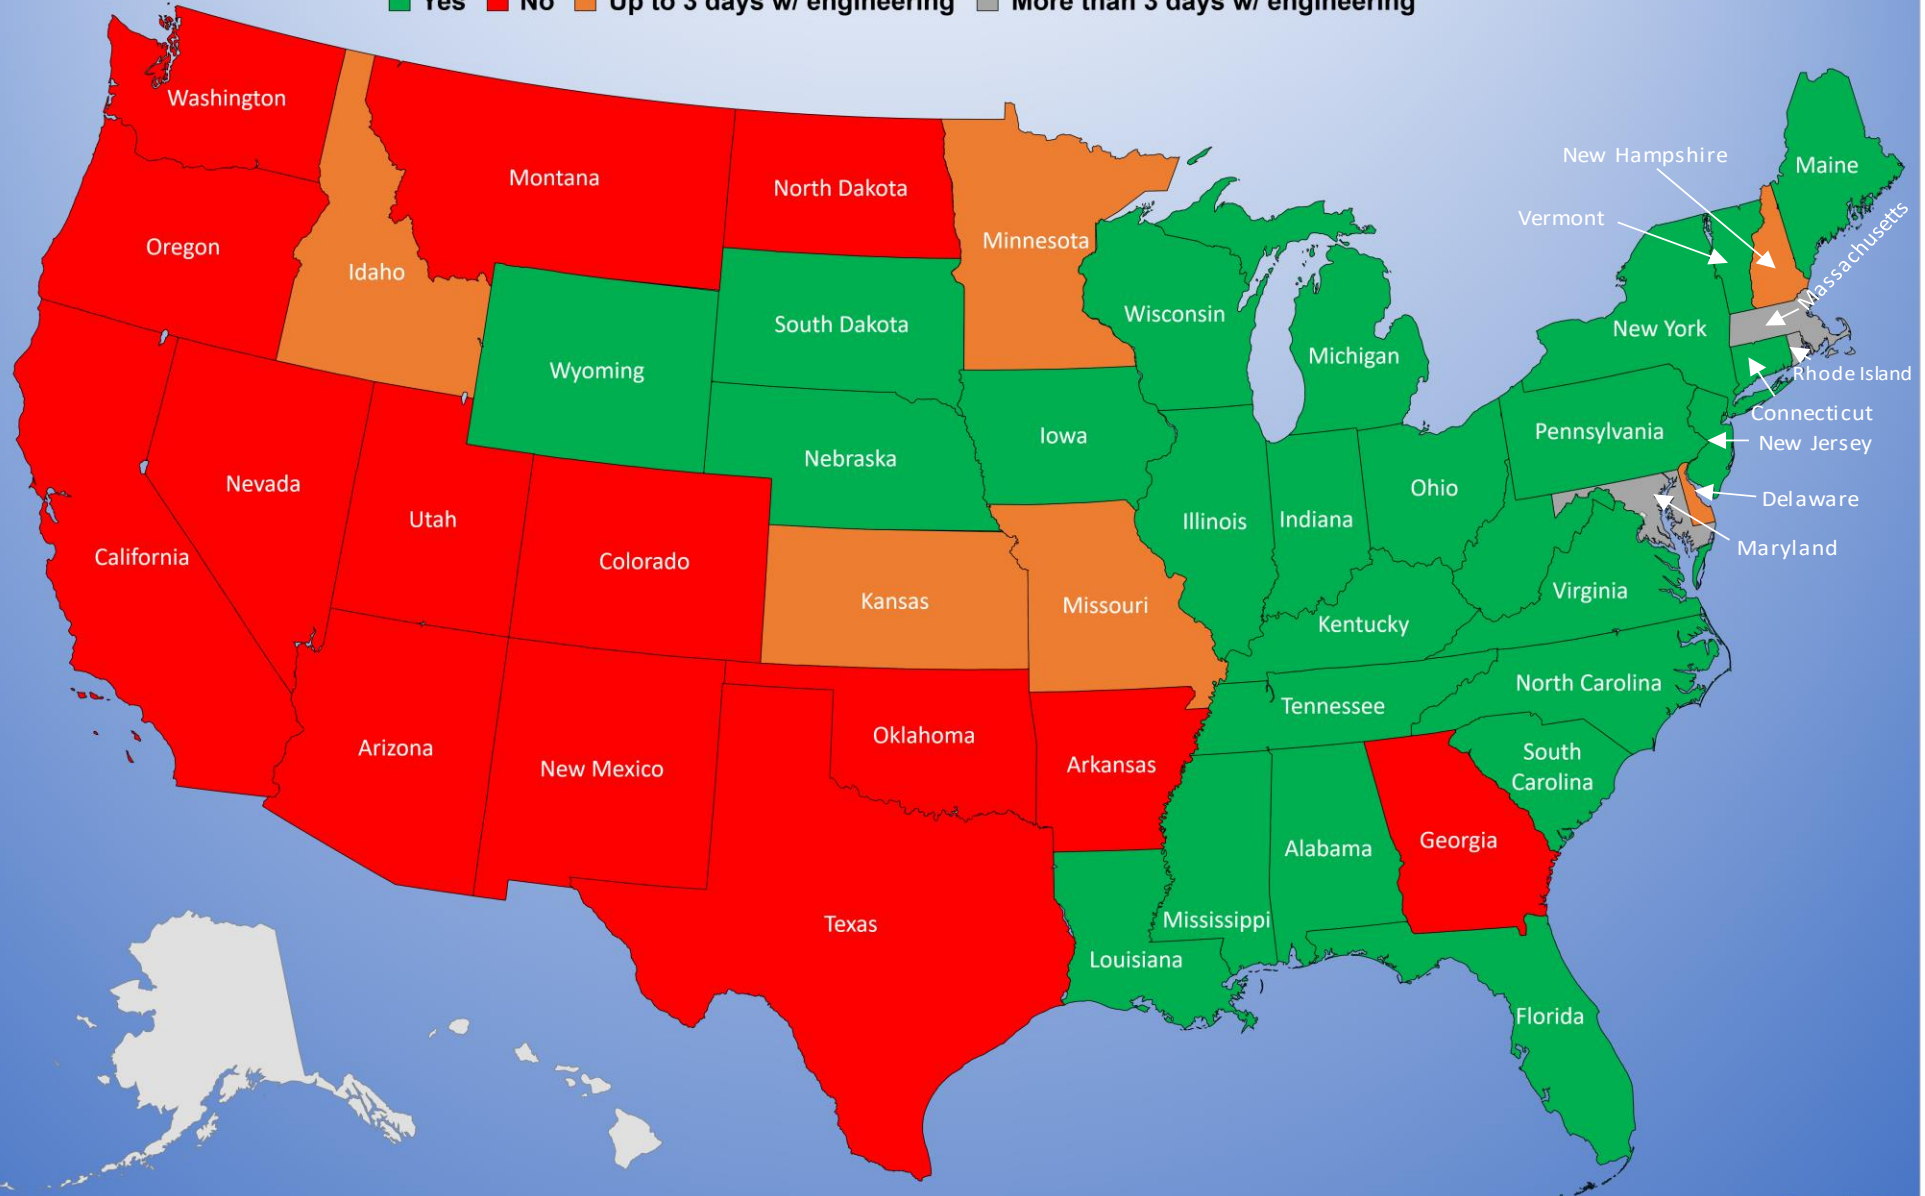 Yes No Up to 3 days w/ engineering More than 3 days w/ engineering
Washington
Montana
North Dakota
Minnesota
Oregon
Idaho
Wyoming
South Dakota
Wisconsin
Michigan
New Hampshire
Vermont
Maine
Massachusetts
New York
Rhode Island
Connecticut
New Jersey
Pennsylvania
Delaware
Maryland
Nevada
Utah
California
Colorado
Nebraska
Iowa
Illinois
Indiana
Ohio
Kansas
Missouri
Kentucky
Virginia
Tennessee
North Carolina
South
Carolina
Arizona
New Mexico
Oklahoma
Arkansas
Texas
Louisiana
Mississippi
Alabama
Georgia
Florida